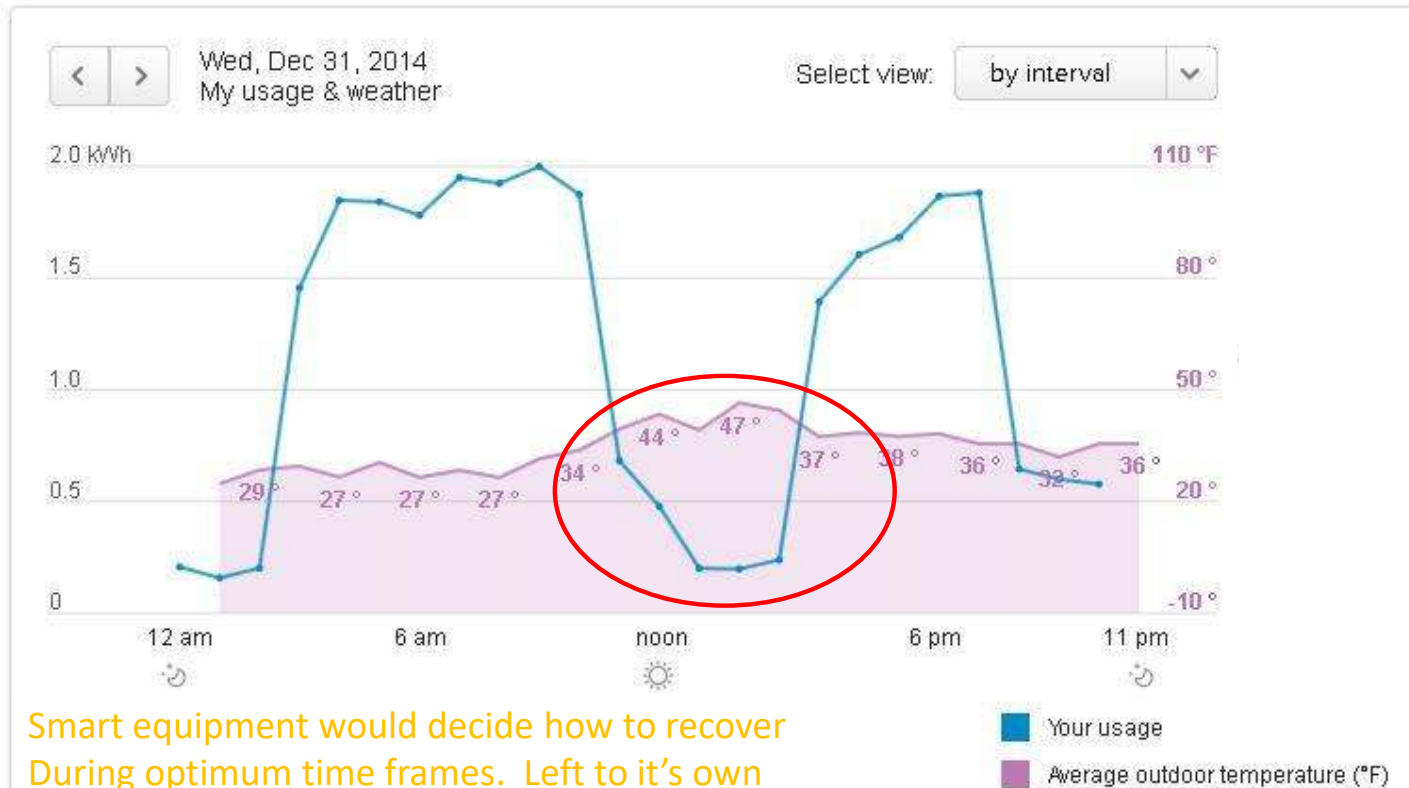 < >
Wed, Dec 31, 2014
My usage & weather
Select view: by interval
2.0 kWh
110 °F
1.5
80 °
1.0
50 °
0.5
20 °
0
-10 °
29 °
27 °
27 °
27 °
34 °
44 °
47 °
37 °
38 °
36 °
32 °
36 °
12 am
6 am
noon
6 pm
11 pm
Smart equipment would decide how to recover
During optimum time frames. Left to it’s own
Your usage
Average outdoor temperature (°F)